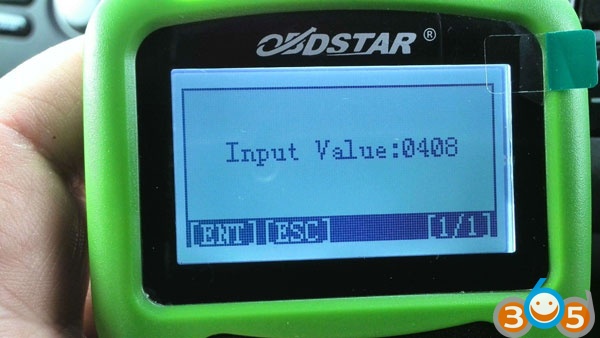 OBDSTAR®
Input Value:0408
[ENT][ESC] [1/1]
365